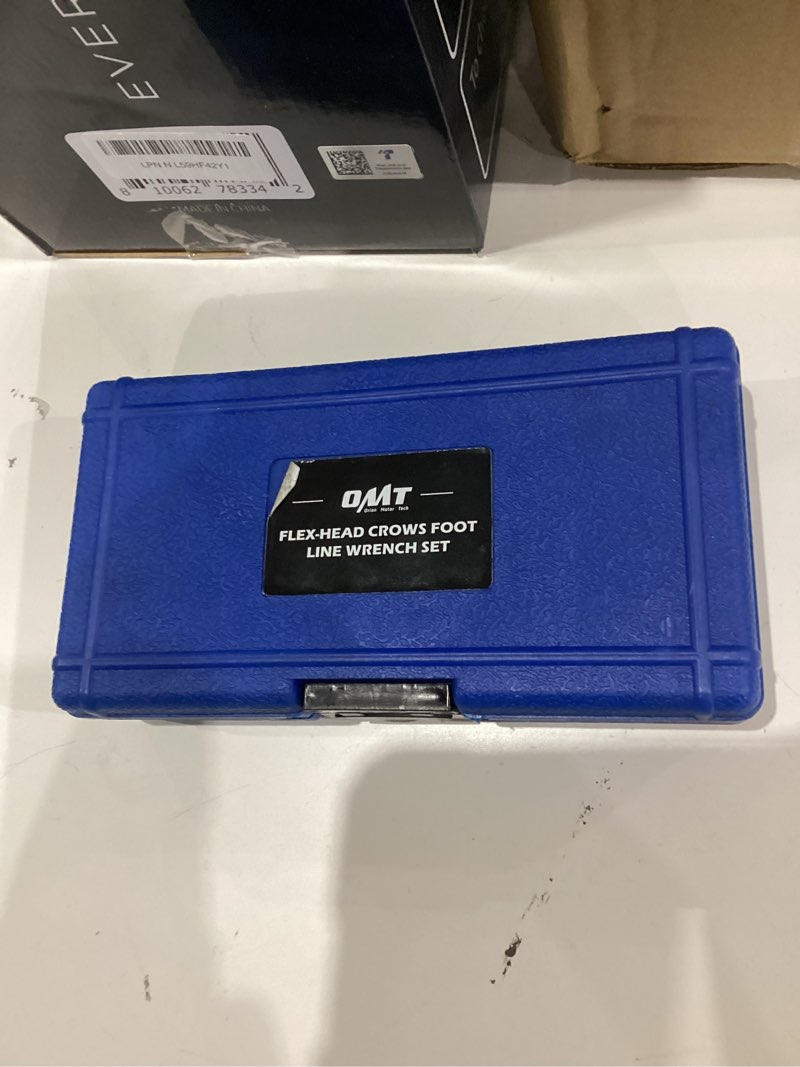 EVER
LPN N L59HF42Y1
8 10062 78334 2
MADE IN CHINA
OMT
Orion Motor Tech
FLEX-HEAD CROWS FOOT
LINE WRENCH SET